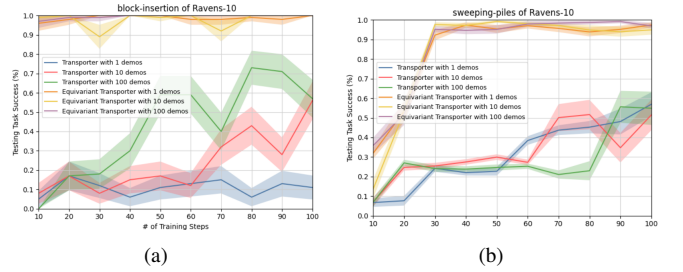 block-insertion of Ravens-10
1.0
0.9
0.8
0.7
0.6
0.5
0.4
0.3
0.2
0.1
0.0
Testing Task Success (%)
Transporter with 1 demos
Transporter with 10 demos
Transporter with 100 demos
Equivariant Transporter with 1 demos
Equivariant Transporter with 10 demos
Equivariant Transporter with 100 demos
10 20 30 40 50 60 70 80 90 100
# of Training Steps
(a)
sweeping-piles of Ravens-10
1.0
0.9
0.8
0.7
0.6
0.5
0.4
0.3
0.2
0.1
0.0
Testing Task Success (%)
Transporter with 1 demos
Transporter with 10 demos
Transporter with 100 demos
Equivariant Transporter with 1 demos
Equivariant Transporter with 10 demos
Equivariant Transporter with 100 demos
10 20 30 40 50 60 70 80 90 100
(b)